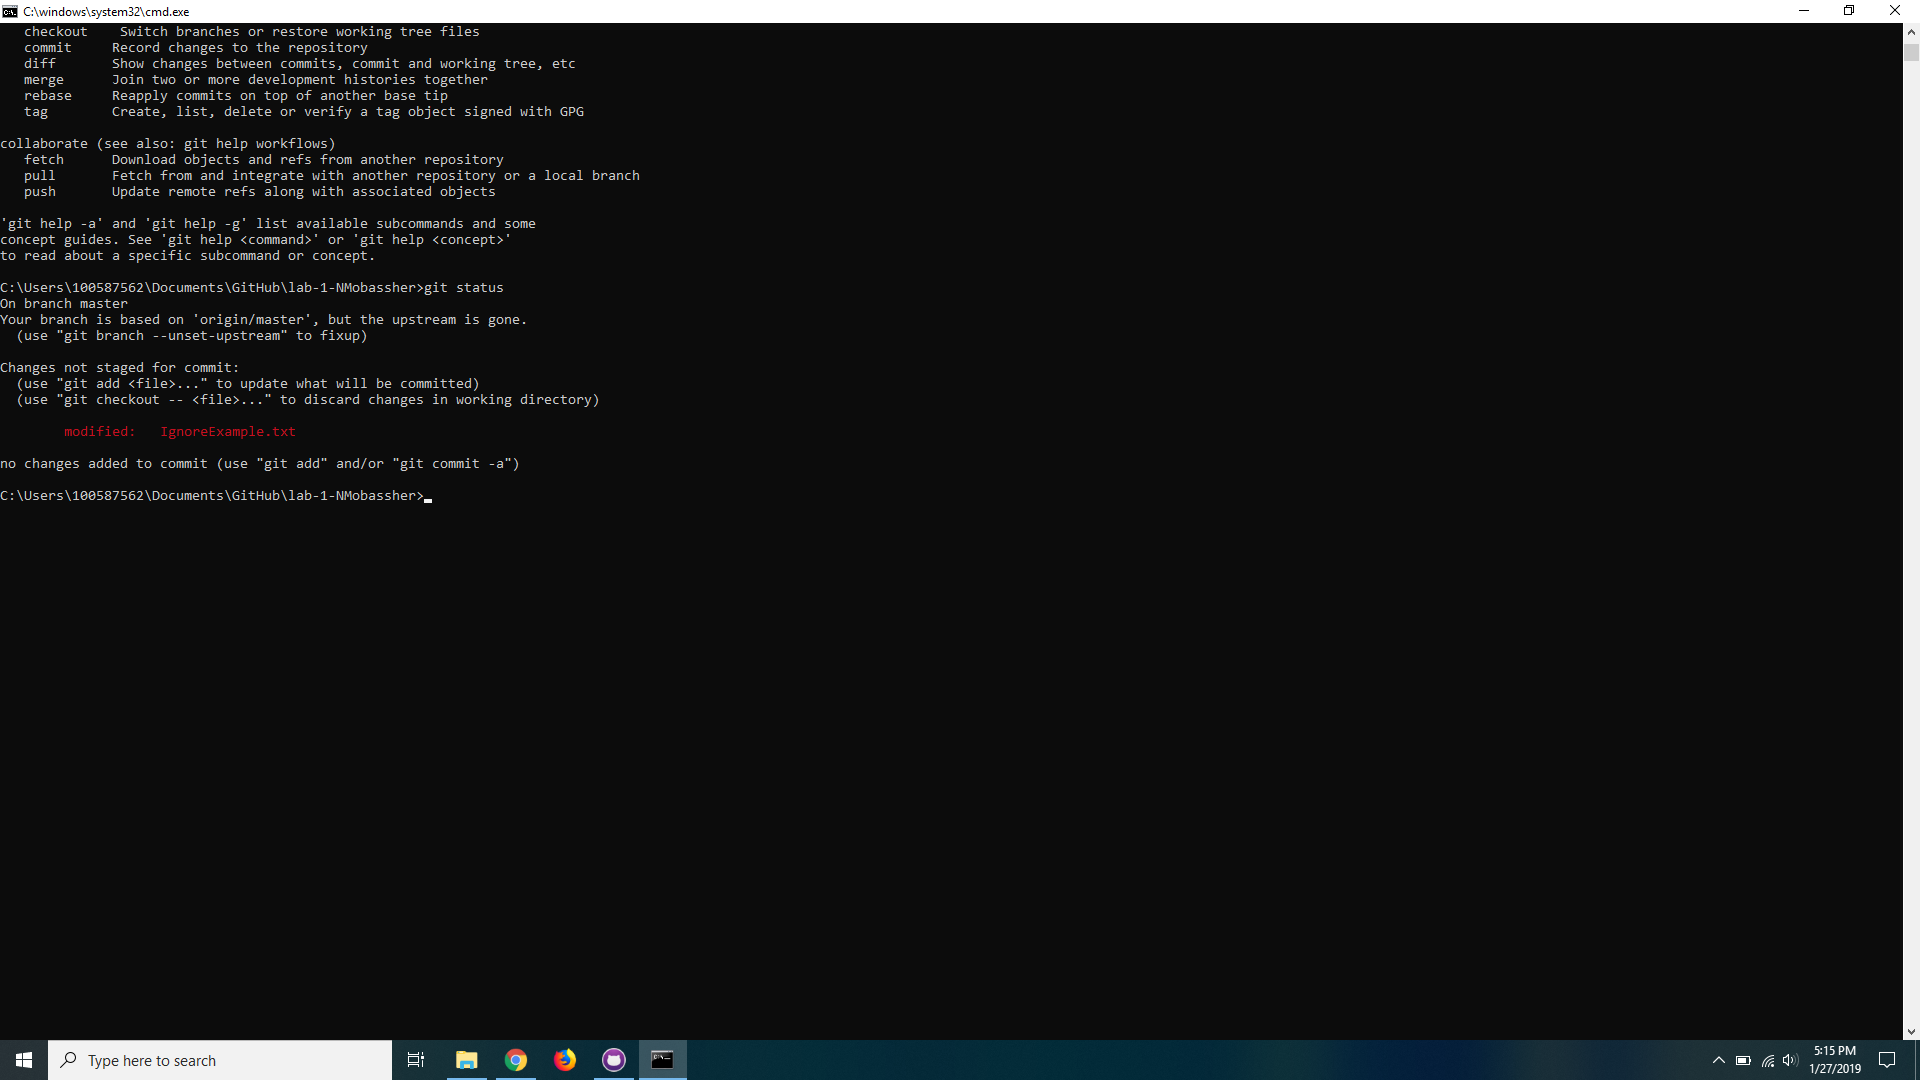 C:\windows\system32\cmd.exe
checkout    Switch branches or restore working tree files
commit     Record changes to the repository
diff       Show changes between commits, commit and working tree, etc
merge      Join two or more development histories together
rebase     Reapply commits on top of another base tip
tag        Create, list, delete or verify a tag object signed with GPG
collaborate (see also: git help workflows)
fetch      Download objects and refs from another repository
pull       Fetch from and integrate with another repository or a local branch
push       Update remote refs along with associated objects
'git help -a' and 'git help -g' list available subcommands and some
concept guides. See 'git help <command>' or 'git help <concept>'
to read about a specific subcommand or concept.
C:\Users\100587562\Documents\GitHub\lab-1-NMobassher>git status
On branch master
Your branch is based on 'origin/master', but the upstream is gone.
(use "git branch --unset-upstream" to fixup)
Changes not staged for commit:
(use "git add <file>..." to update what will be committed)
(use "git checkout -- <file>..." to discard changes in working directory)
modified:   IgnoreExample.txt
no changes added to commit (use "git add" and/or "git commit -a")
C:\Users\100587562\Documents\GitHub\lab-1-NMobassher>
Type here to search
5:15 PM
1/27/2019